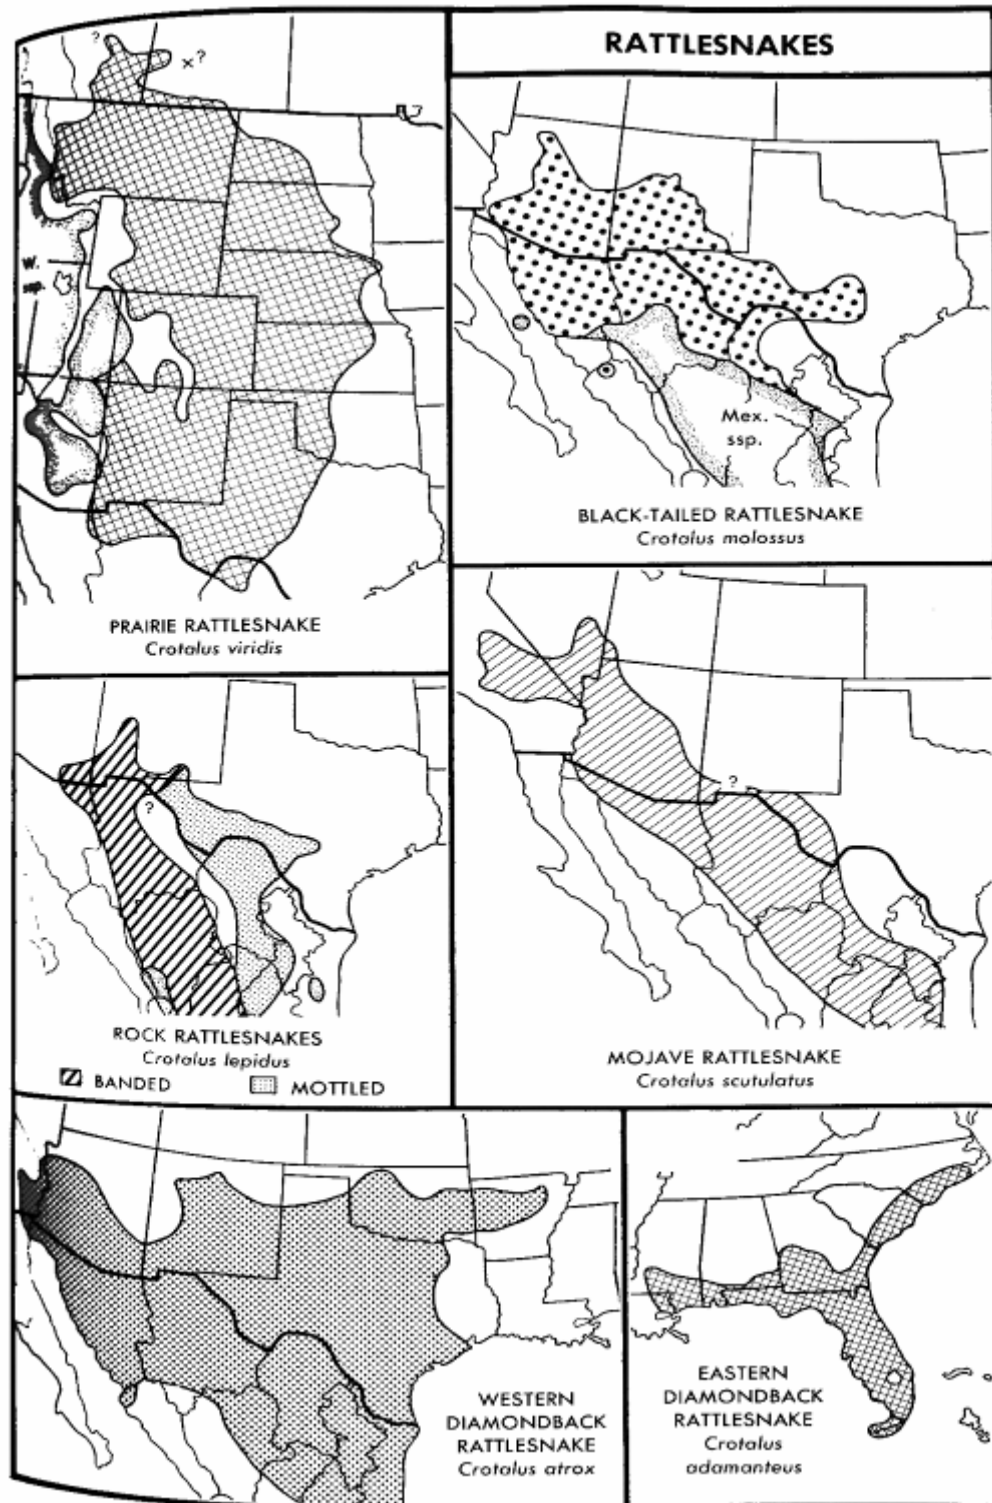 RATTLESNAKES
?
x?
W.
ssp.
PRAIRIE RATTLESNAKE
Crotalus viridis
Mex.
ssp.
BLACK-TAILED RATTLESNAKE
Crotalus molossus
?
ROCK RATTLESNAKES
Crotalus lepidus
BANDED
MOTTLED
?
MOJAVE RATTLESNAKE
Crotalus scutulatus
WESTERN
DIAMONDBACK
RATTLESNAKE
Crotalus atrox
EASTERN
DIAMONDBACK
RATTLESNAKE
Crotalus
adamanteus